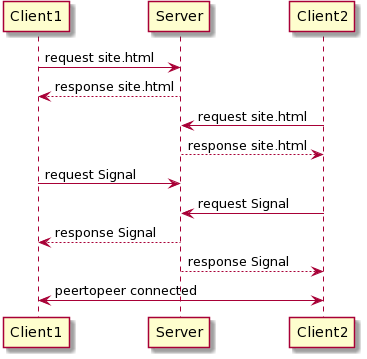 Client1 Server Client2
request site.html
response site.html
request site.html
response site.html
request Signal
request Signal
response Signal
response Signal
peertopeer connected
Client1 Server Client2